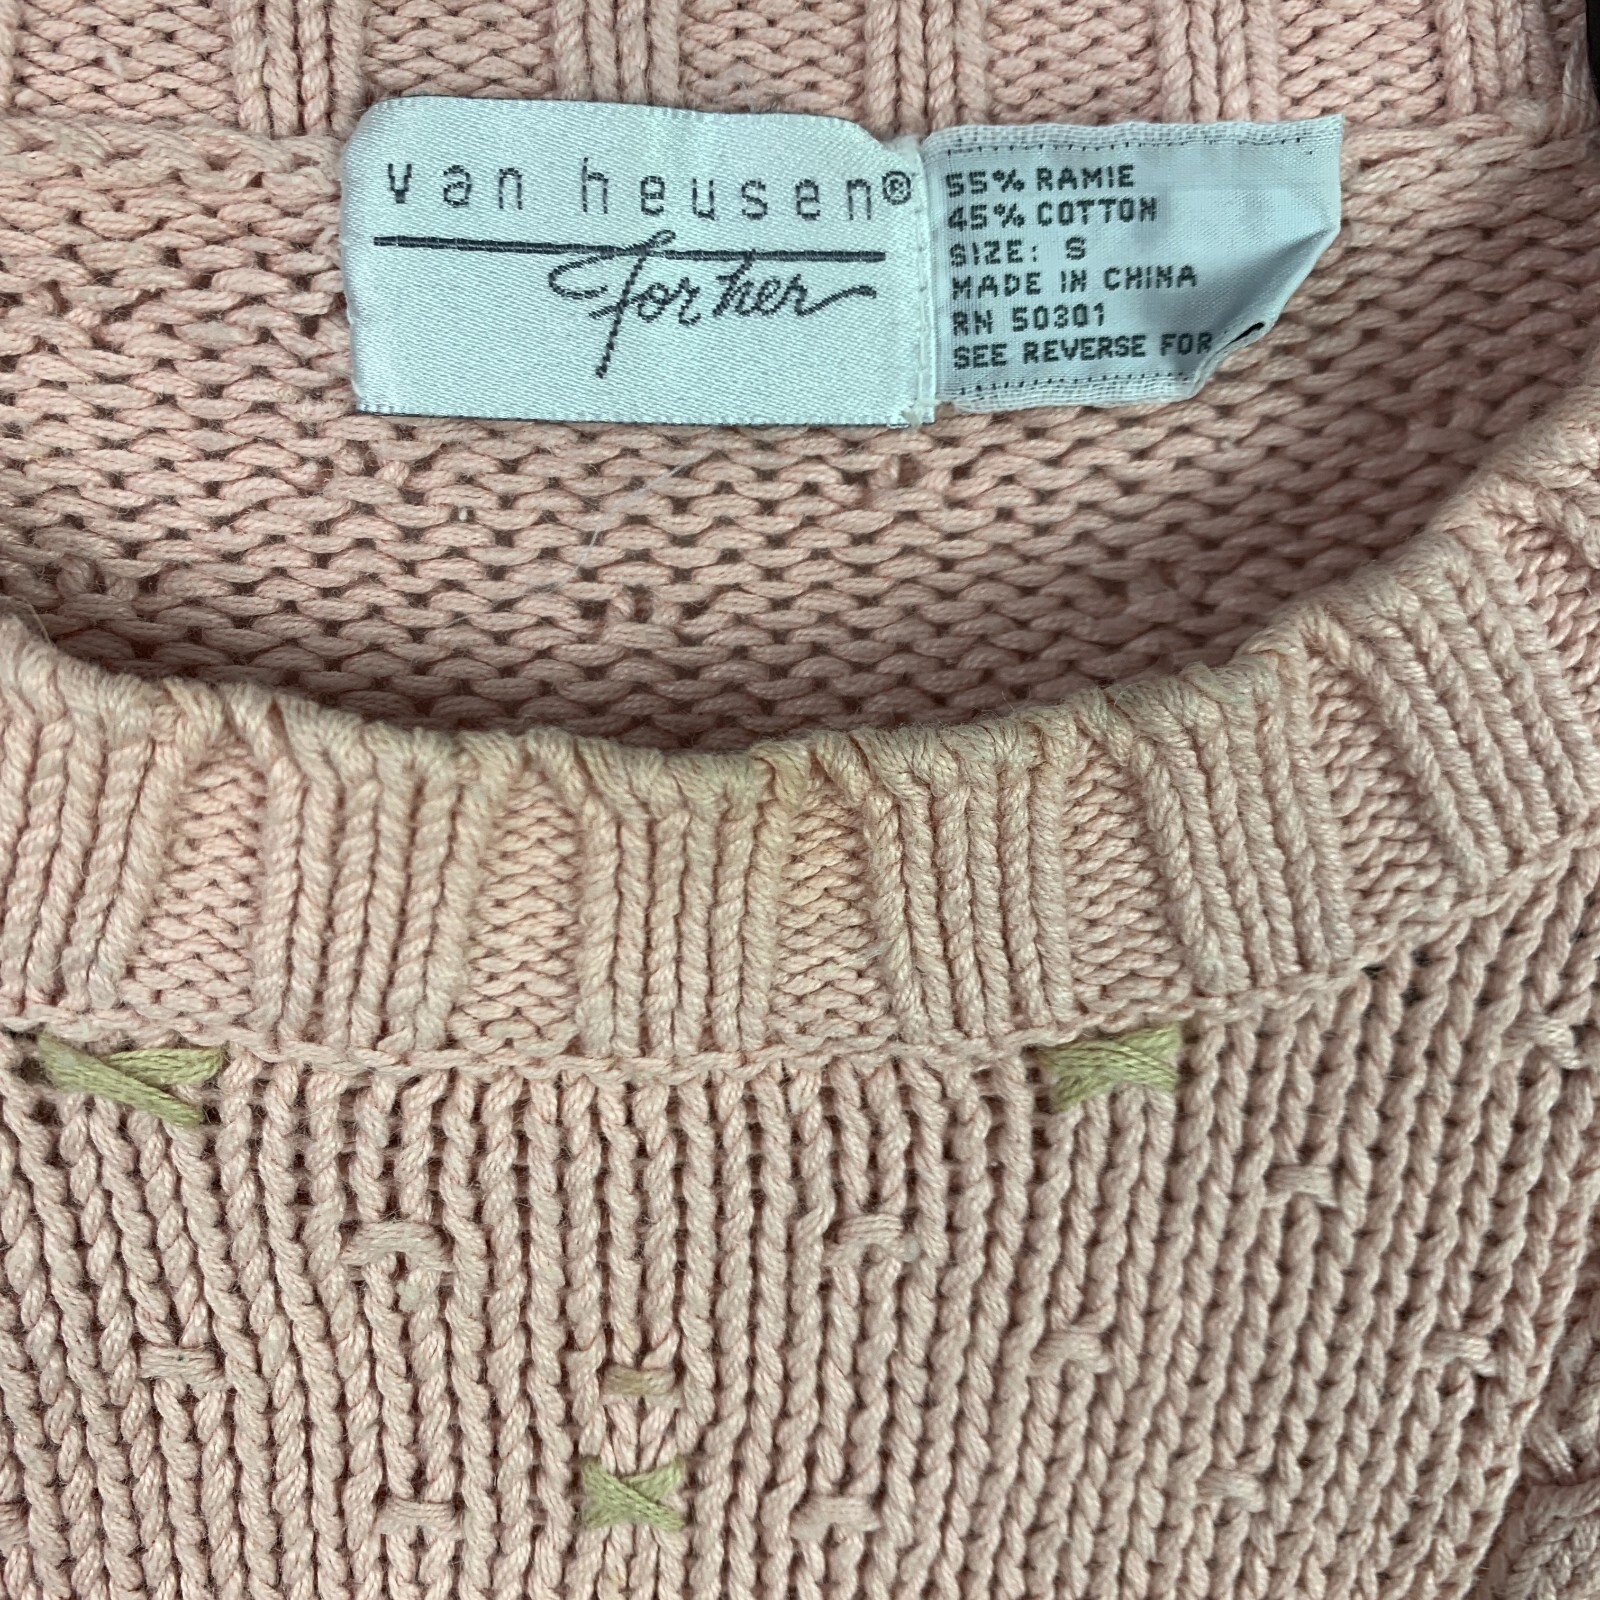 van heusen®
for her
55% RAMIE
45% COTTON
SIZE: S
MADE IN CHINA
RN 50301
SEE REVERSE FOR